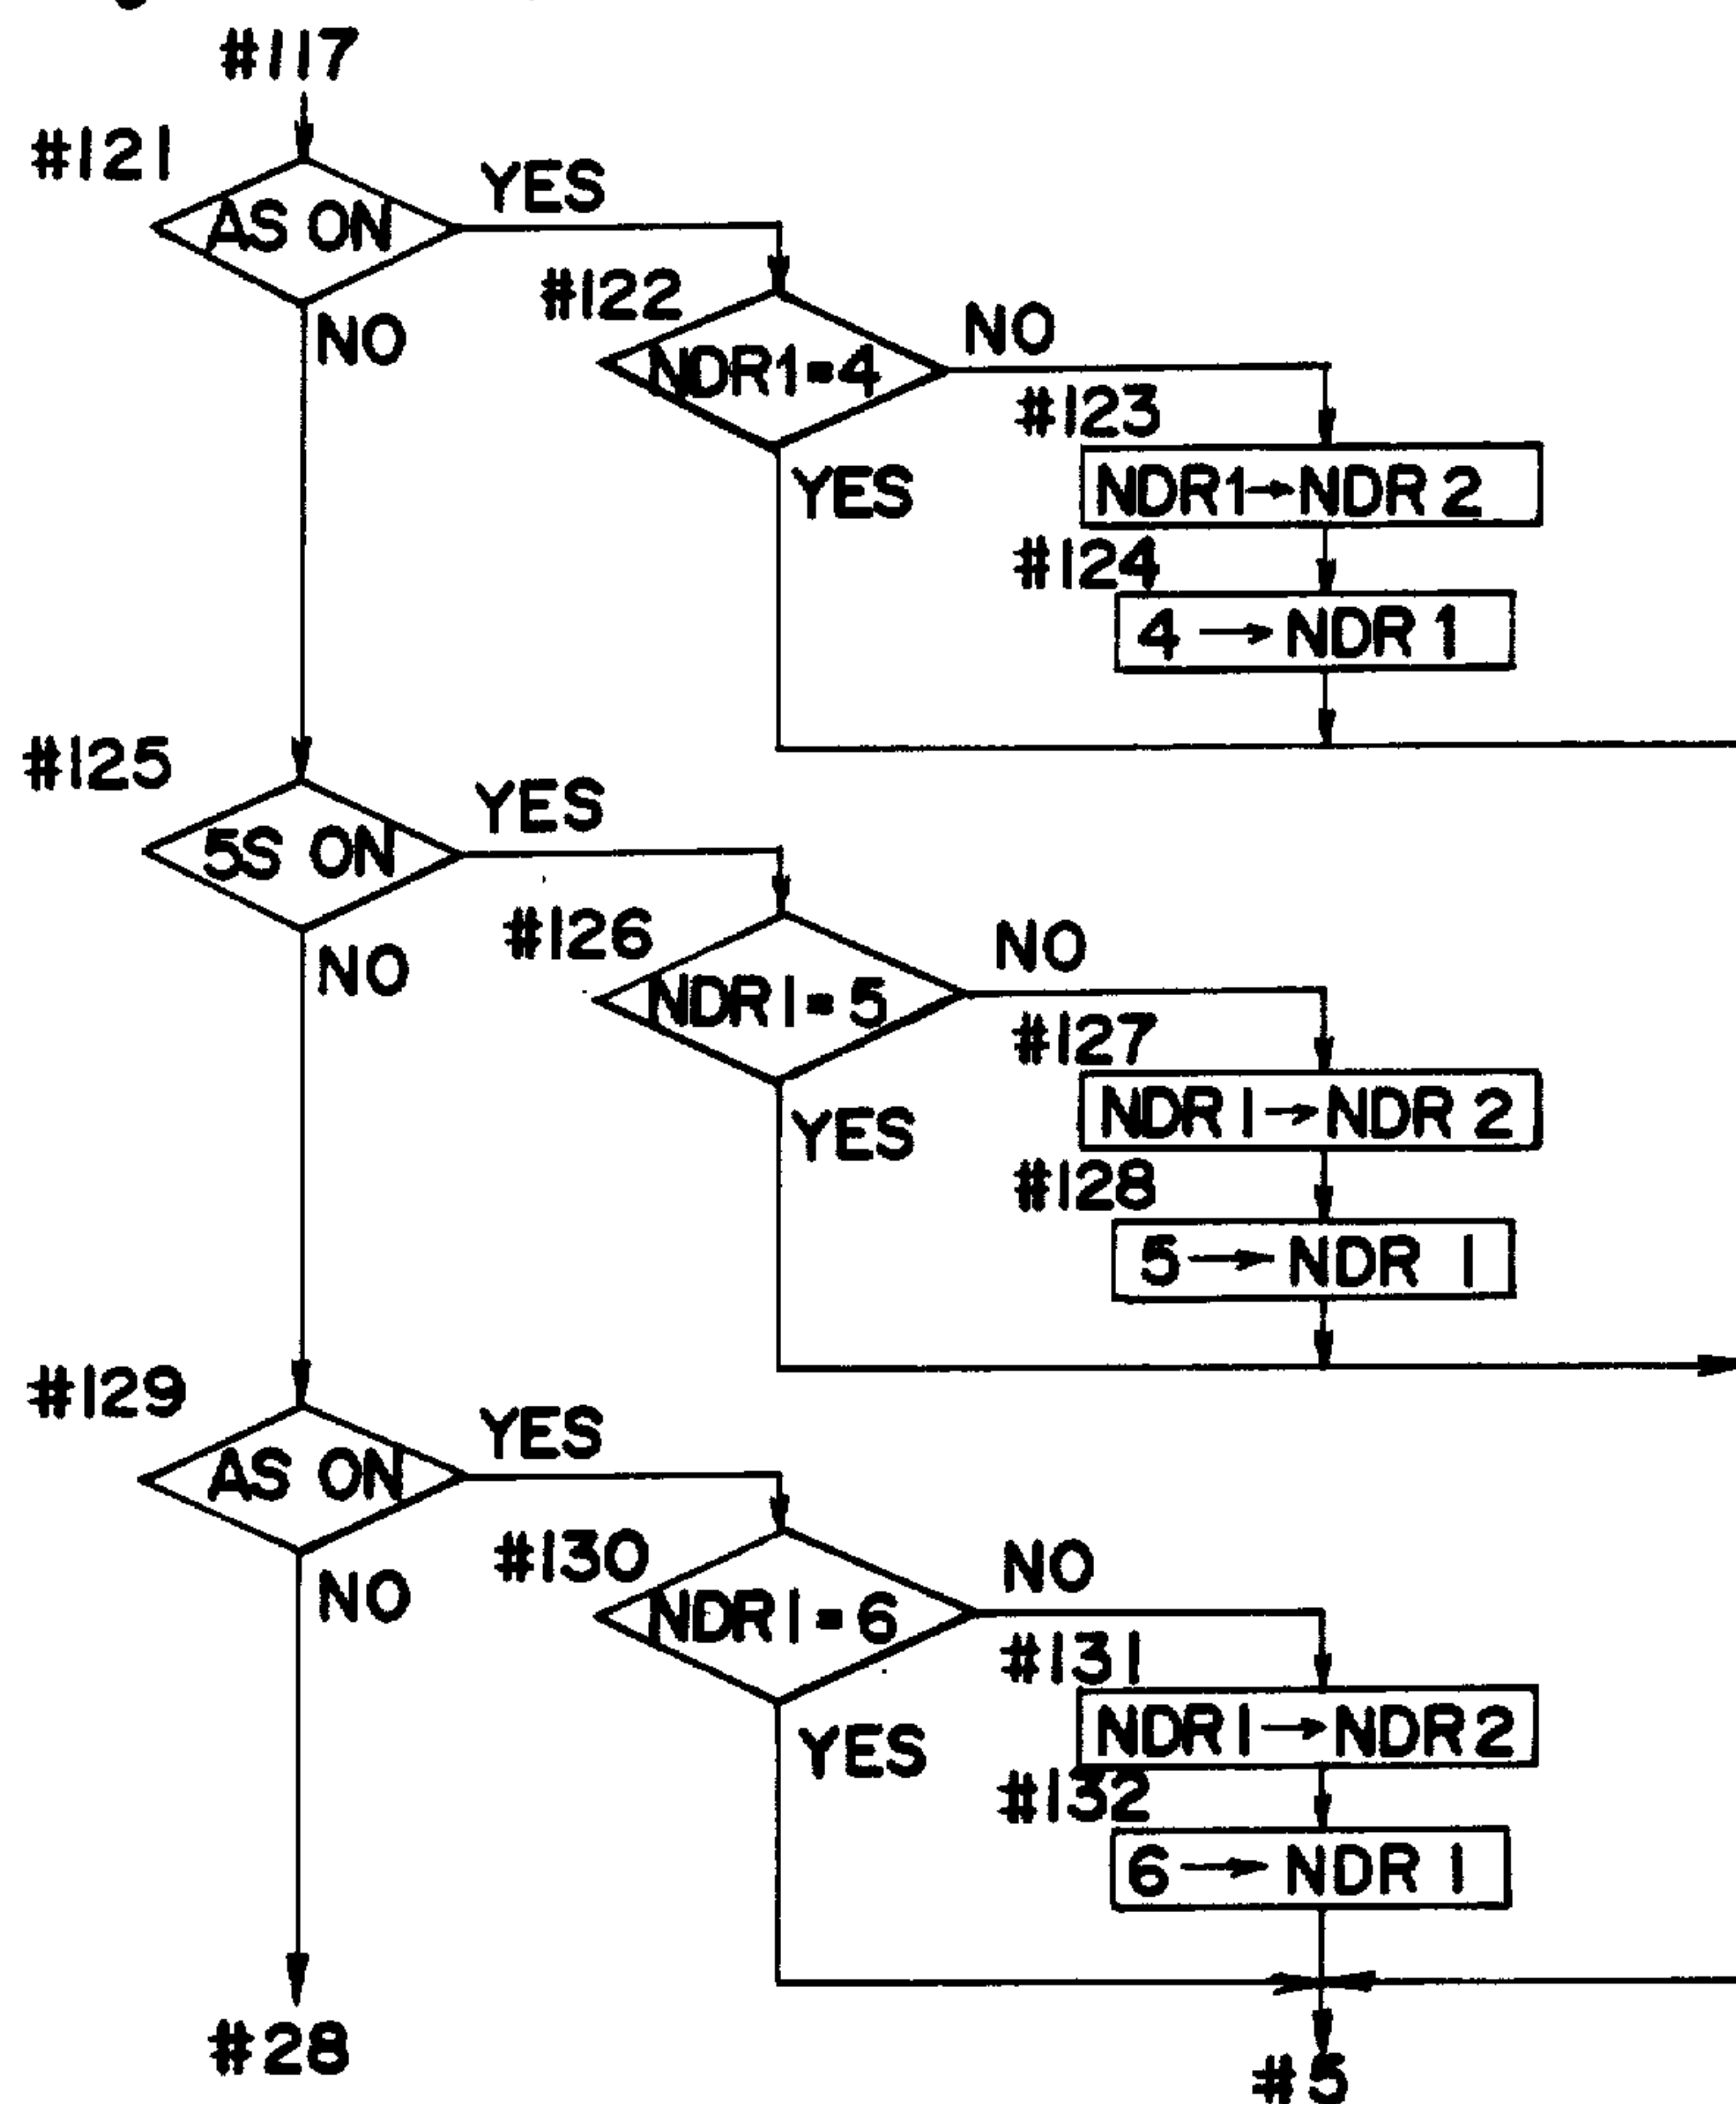 #117
#121
AS ON
YES
NO
#122
NDR1=4
NO
YES
#123
NDR1→NDR2
#124
4→NDR1
#125
5S ON
YES
NO
#126
NDR1=5
NO
YES
#127
NDR1→NDR2
#128
5→NDR1
#129
AS ON
YES
NO
#130
NDR1=6
NO
YES
#131
NDR1→NDR2
#132
6→NDR1
#28
#5